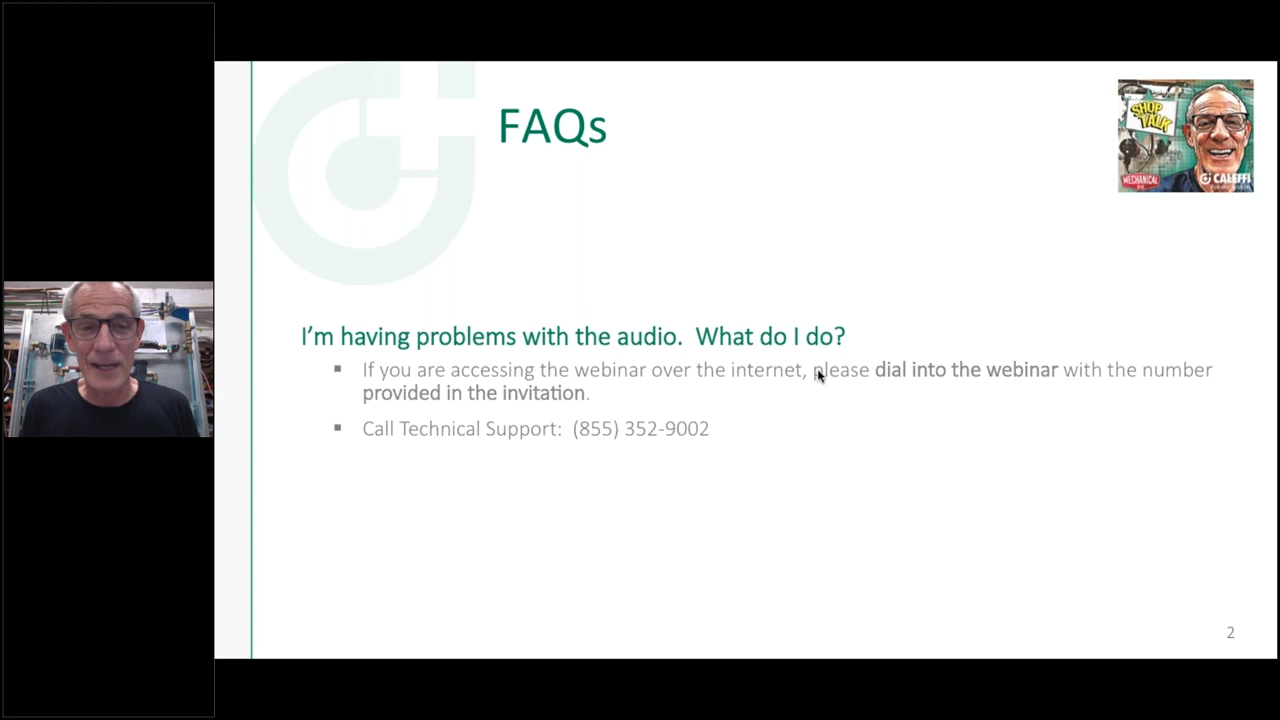 FAQs
SHOP
TALK
MECHANICAL
CALEFFI
I'm having problems with the audio.  What do I do?
If you are accessing the webinar over the internet, please dial into the webinar with the number
provided in the invitation.
Call Technical Support:  (855) 352-9002
2